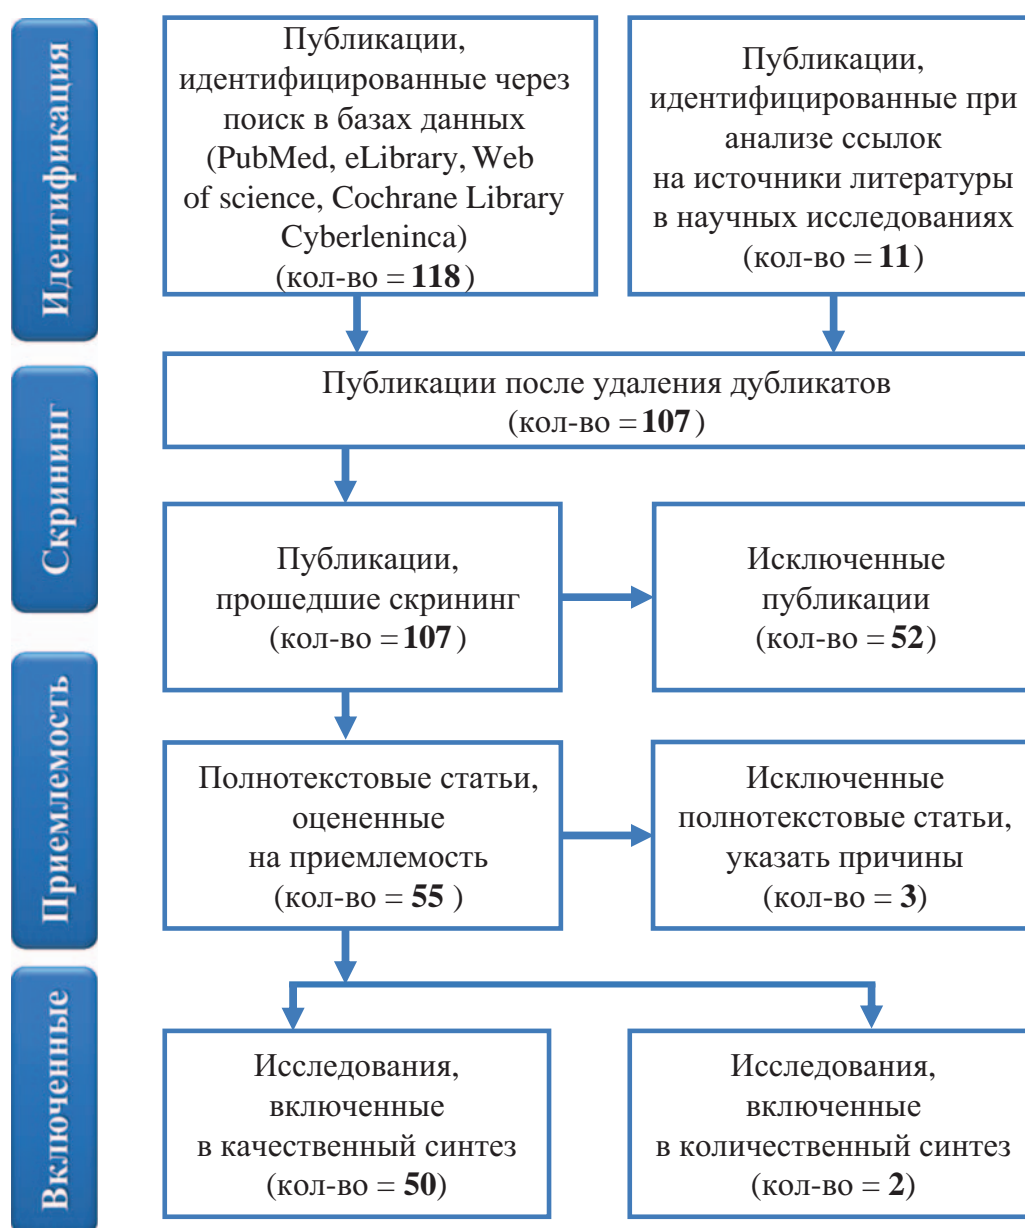 Идентификация
Публикации,
идентифицированные через
поиск в базах данных
(PubMed, eLibrary, Web
of science, Cochrane Library
Cyberleninca)
(кол-во = 118)
Публикации,
идентифицированные при
анализе ссылок
на источники литературы
в научных исследованиях
(кол-во = 11)
Скрининг
Публикации после удаления дубликатов
(кол-во = 107)
Публикации,
прошедшие скрининг
(кол-во = 107)
Исключенные
публикации
(кол-во = 52)
Приемлемость
Полнотекстовые статьи,
оцененные
на приемлемость
(кол-во = 55 )
Исключенные
полнотекстовые статьи,
указать причины
(кол-во = 3)
Включенные
Исследования,
включенные
в качественный синтез
(кол-во = 50)
Исследования,
включенные
в количественный синтез
(кол-во = 2)